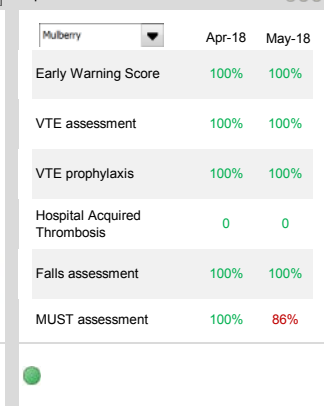 Mulberry Apr-18 May-18
Early Warning Score 100% 100%
VTE assessment 100% 100%
VTE prophylaxis 100% 100%
Hospital Acquired
Thrombosis 0 0
Falls assessment 100% 100%
MUST assessment 100% 86%